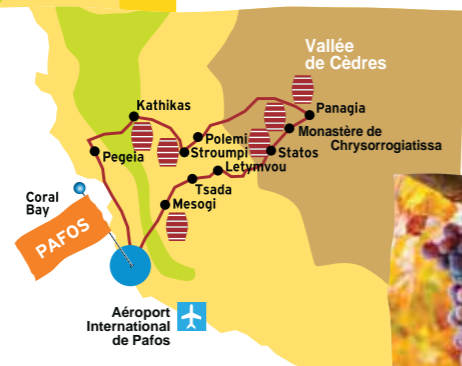 Vallée
de Cèdres
Kathikas
Panagia
Polemi
Monastère de
Chrysorrogiatissa
Pegeia
Stroumpi
Statos
Letymvou
Tsada
Coral
Bay
Mesogi
PAFOS
Aéroport
International
de Pafos